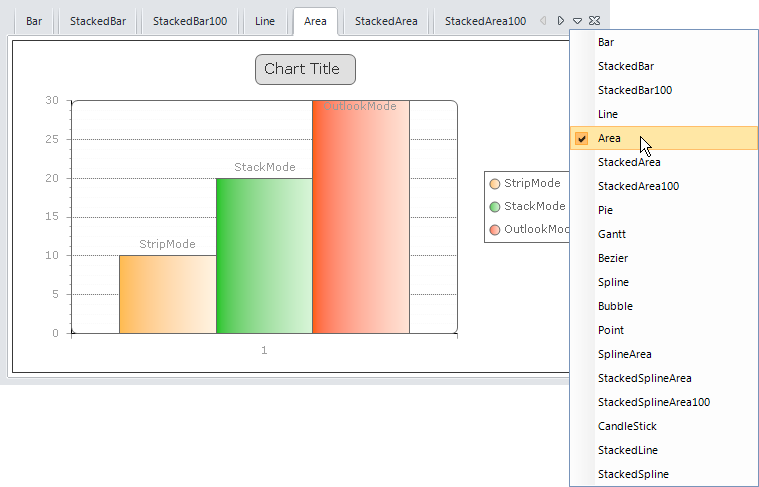 Bar StackedBar StackedBar100 Line Area StackedArea StackedArea100
Chart Title
30
25
20
15
10
5
0
StripMode
StackMode
OutlookMode
1
StripMode
StackMode
OutlookMod
Bar
StackedBar
StackedBar100
Line
Area
StackedArea
StackedArea100
Pie
Gantt
Bezier
Spline
Bubble
Point
SplineArea
StackedSplineArea
StackedSplineArea100
CandleStick
StackedLine
StackedSpline